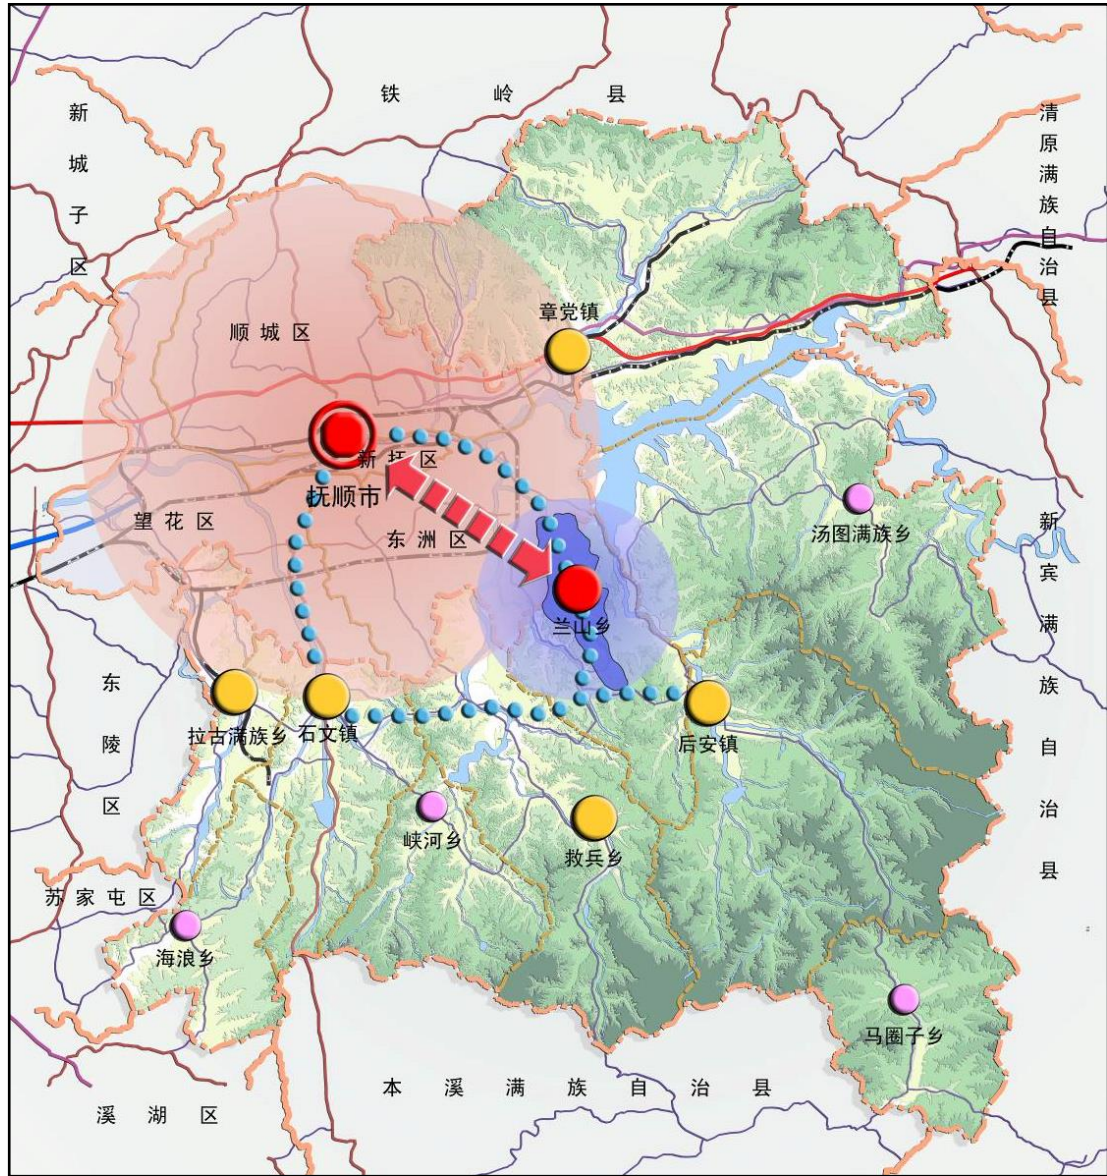 铁岭县
新城子区
清原满族自治县
章党镇
顺城区
新抚区
抚顺市
望花区
东洲区
汤图满族乡
新宾满族自治县
兰山乡
东陵区
拉古满族乡
石文镇
后安镇
峡河乡
救兵乡
苏家屯区
海浪乡
马圈子乡
本溪满族自治县
溪湖区
2